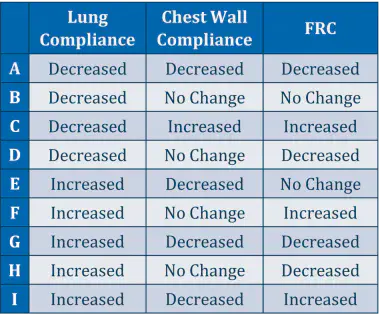 Lung Compliance Chest Wall Compliance FRC
A Decreased Decreased Decreased
B Decreased No Change No Change
C Decreased Increased Increased
D Decreased No Change Decreased
E Increased Decreased No Change
F Increased No Change Increased
G Increased Decreased Decreased
H Increased No Change Decreased
I Increased Decreased Increased